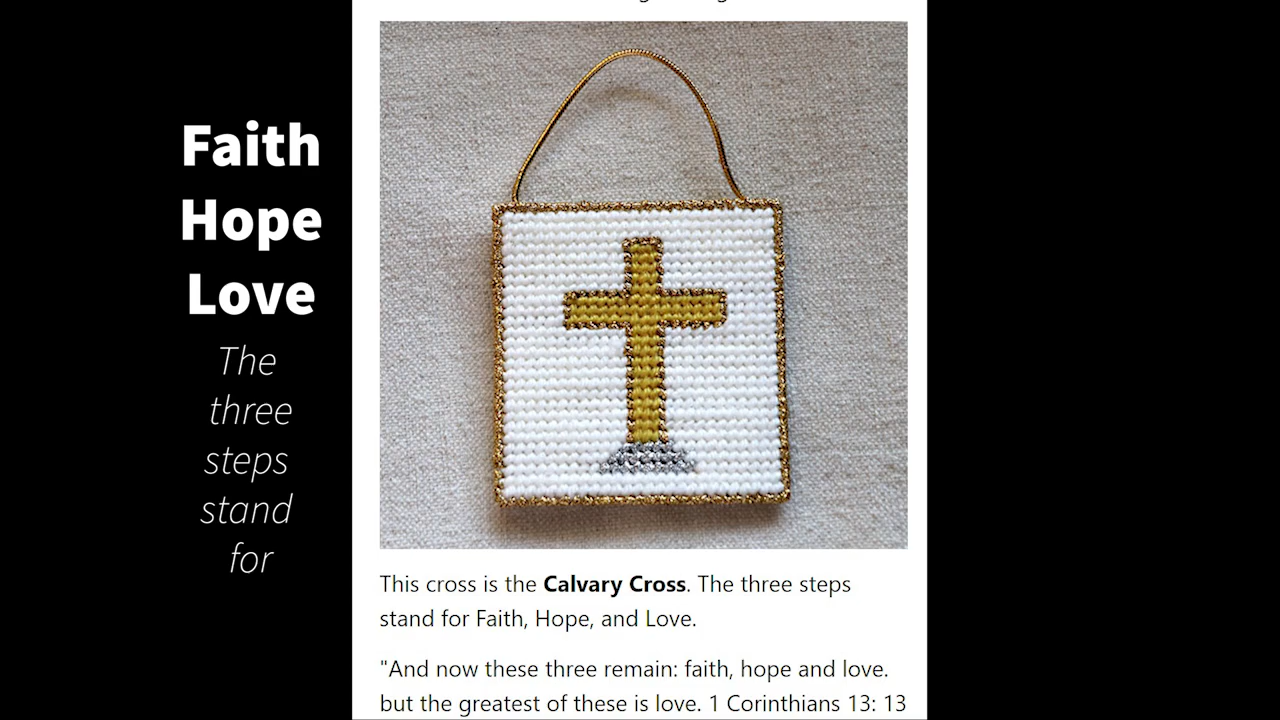 Faith
Hope
Love
The
three
steps
stand
for
This cross is the Calvary Cross. The three steps
stand for Faith, Hope, and Love.
"And now these three remain: faith, hope and love.
but the greatest of these is love. 1 Corinthians 13: 13